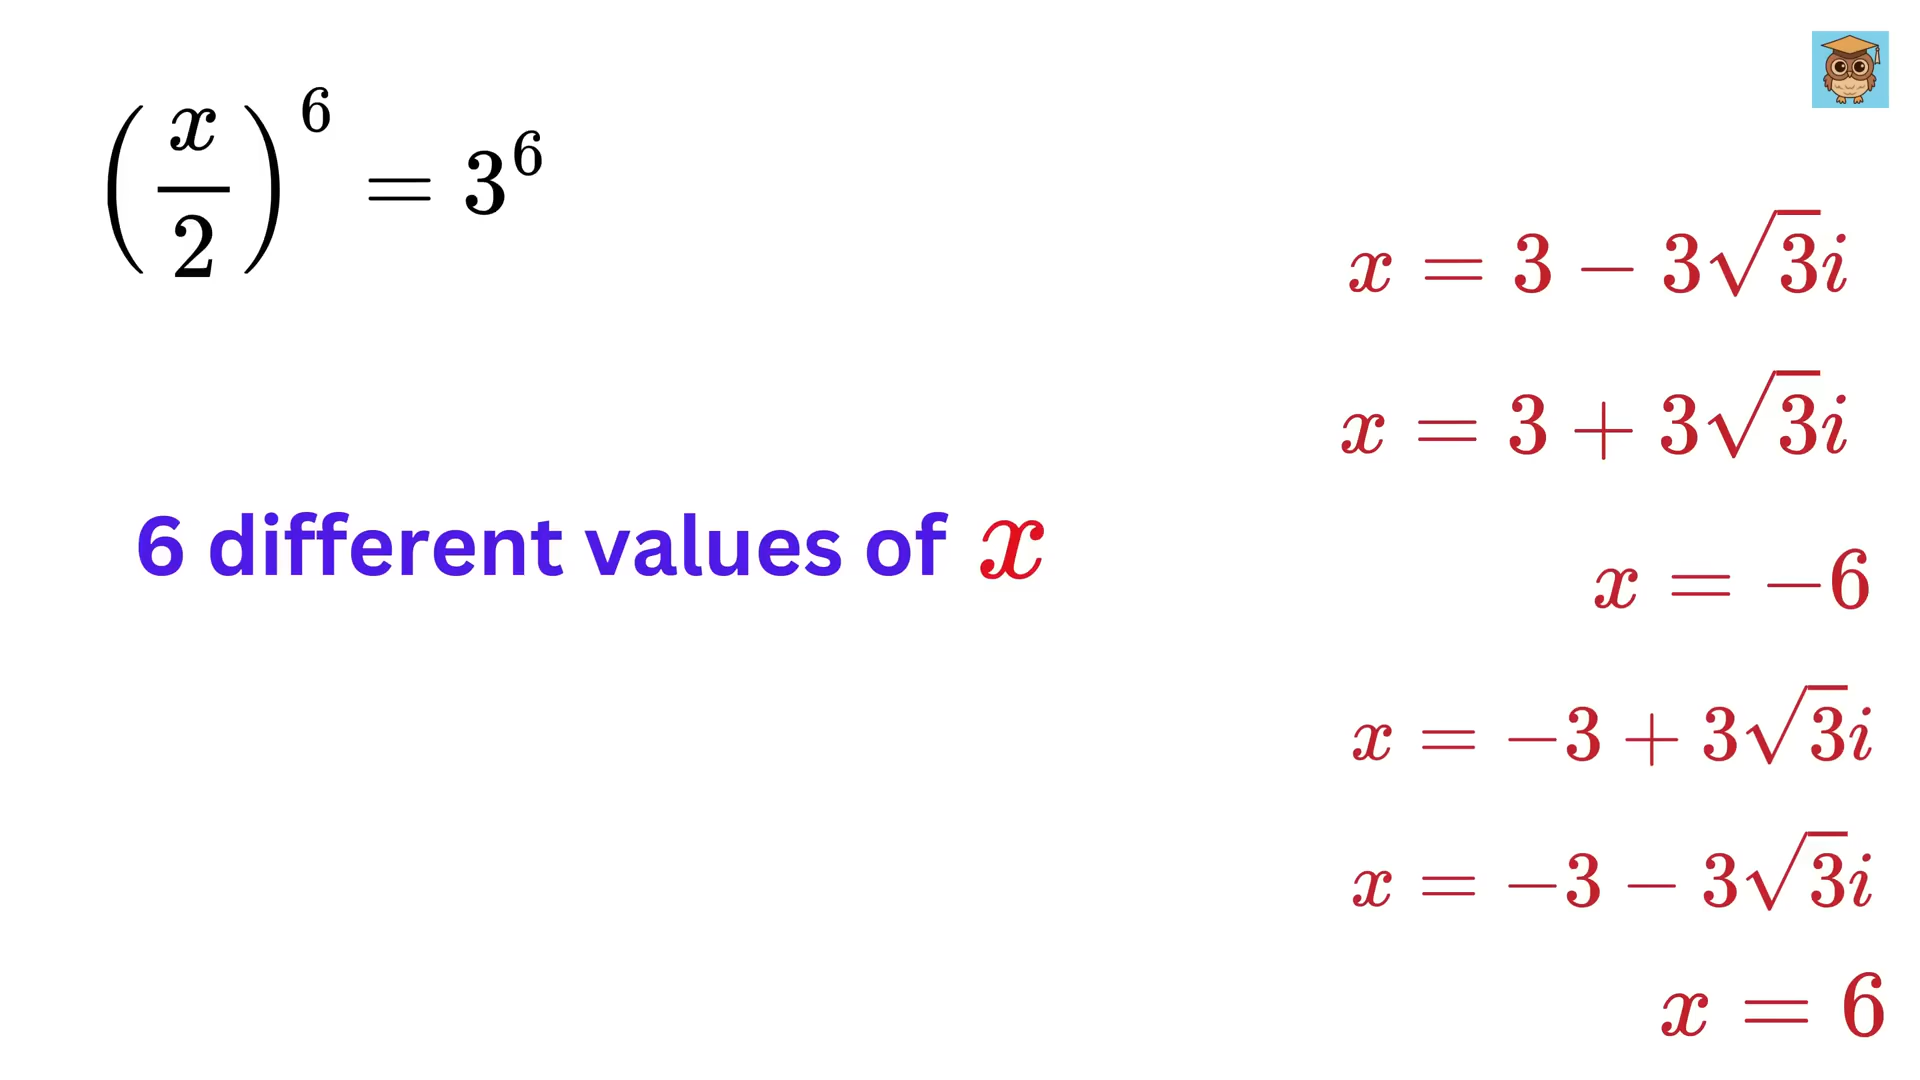 (x/2)^6 = 3^6
x = 3 − 3√3i
x = 3 + 3√3i
6 different values of x
x = −6
x = −3 + 3√3i
x = −3 − 3√3i
x = 6